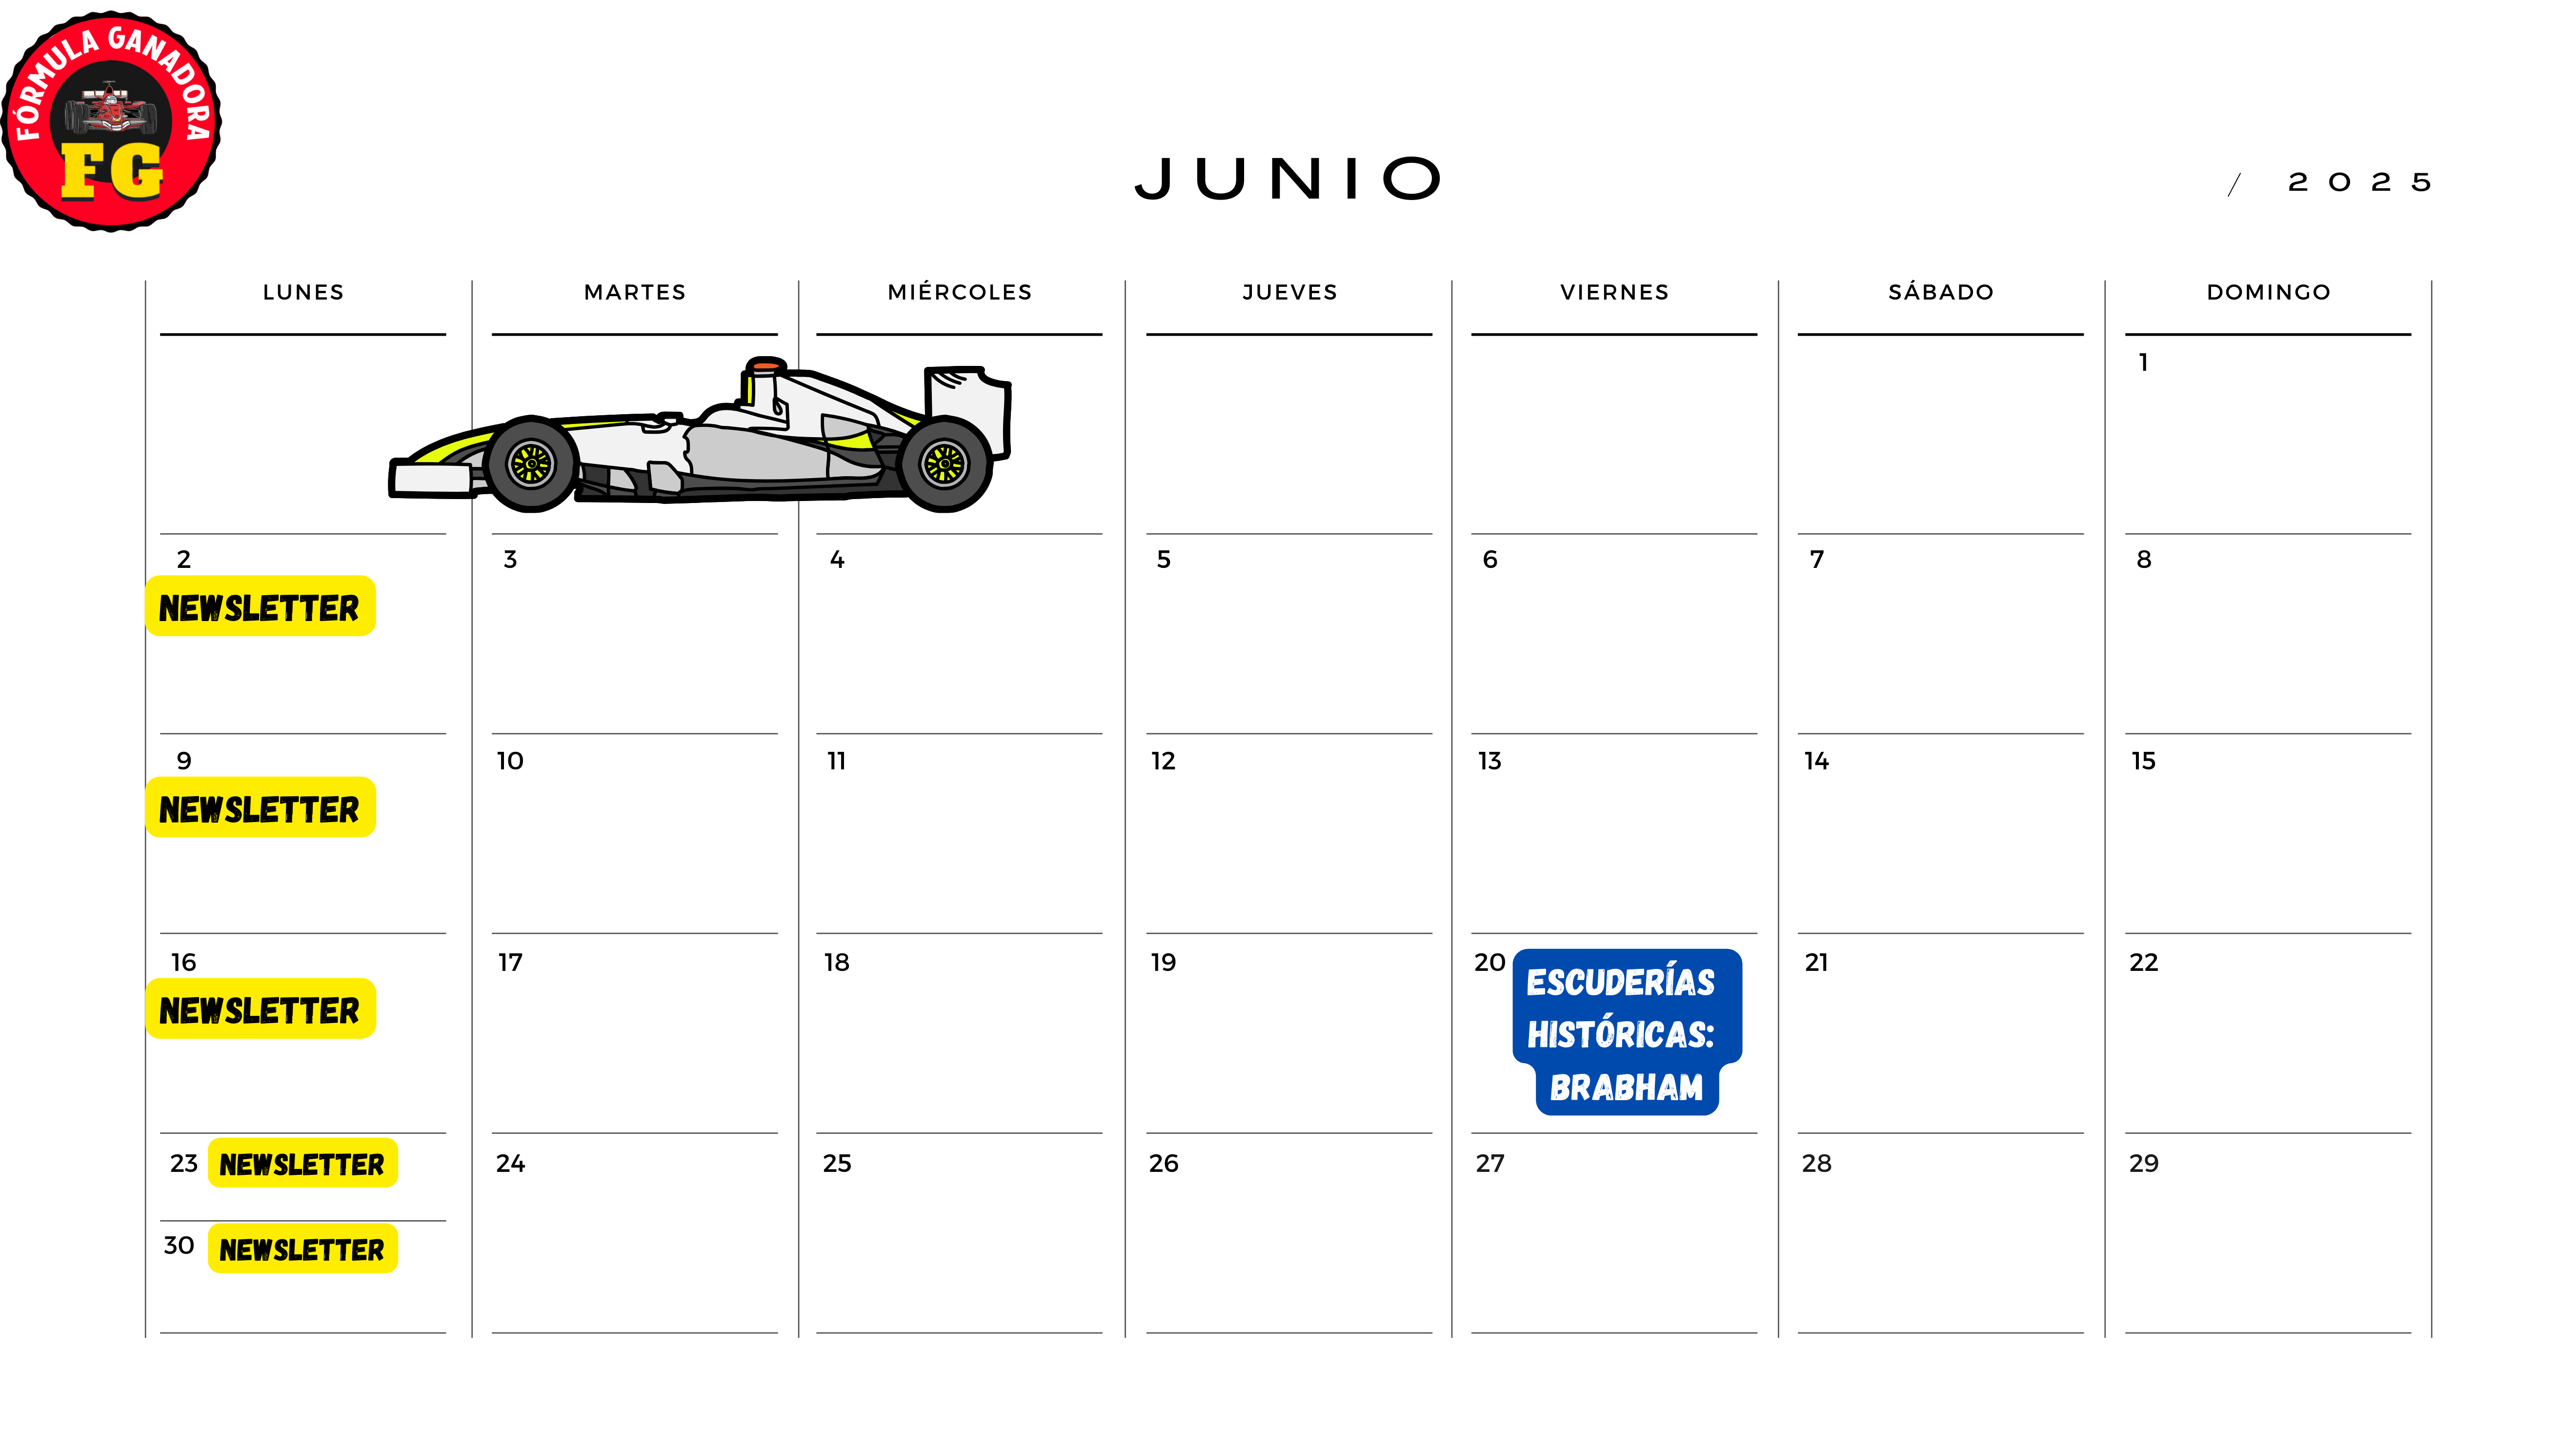 FÓRMULA GANADORA
FG
JUNIO
/ 2025
LUNES MARTES MIÉRCOLES JUEVES VIERNES SÁBADO DOMINGO
1
2 3 4 5 6 7 8
NEWSLETTER
9 10 11 12 13 14 15
NEWSLETTER
16 17 18 19 20 21 22
NEWSLETTER
ESCUDERÍAS
HISTÓRICAS:
BRABHAM
23 NEWSLETTER 24 25 26 27 28 29
30 NEWSLETTER